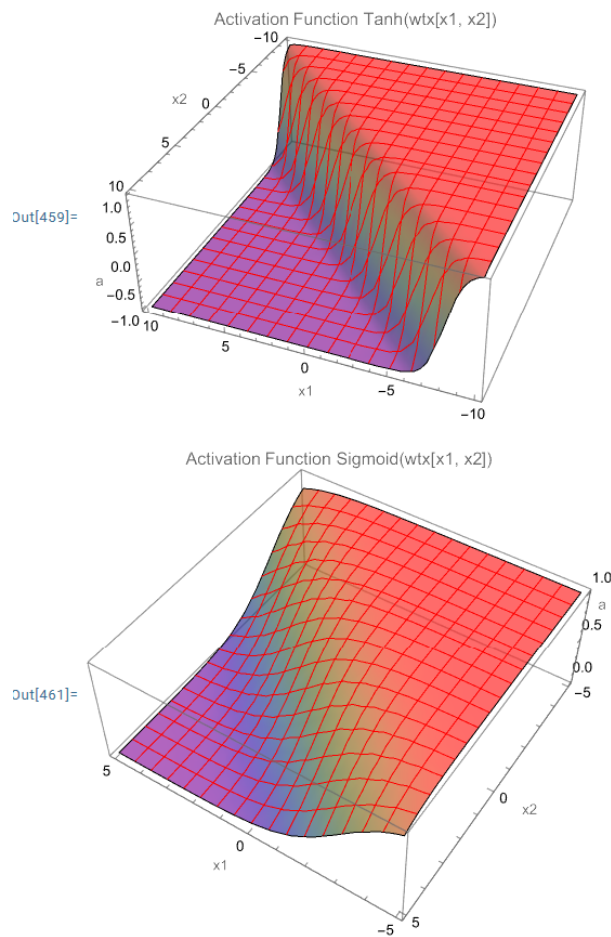 Activation Function Tanh(wtx[x1, x2])
-10
-5
x2
0
5
10
Out[459]=
1.0
0.5
0.0
a
-0.5
-1.0
10
5
0
x1
-5
-10
Activation Function Sigmoid(wtx[x1, x2])
1.0
a
0.5
0.0
-5
Out[461]=
5
0
x2
0
x1
-5
5